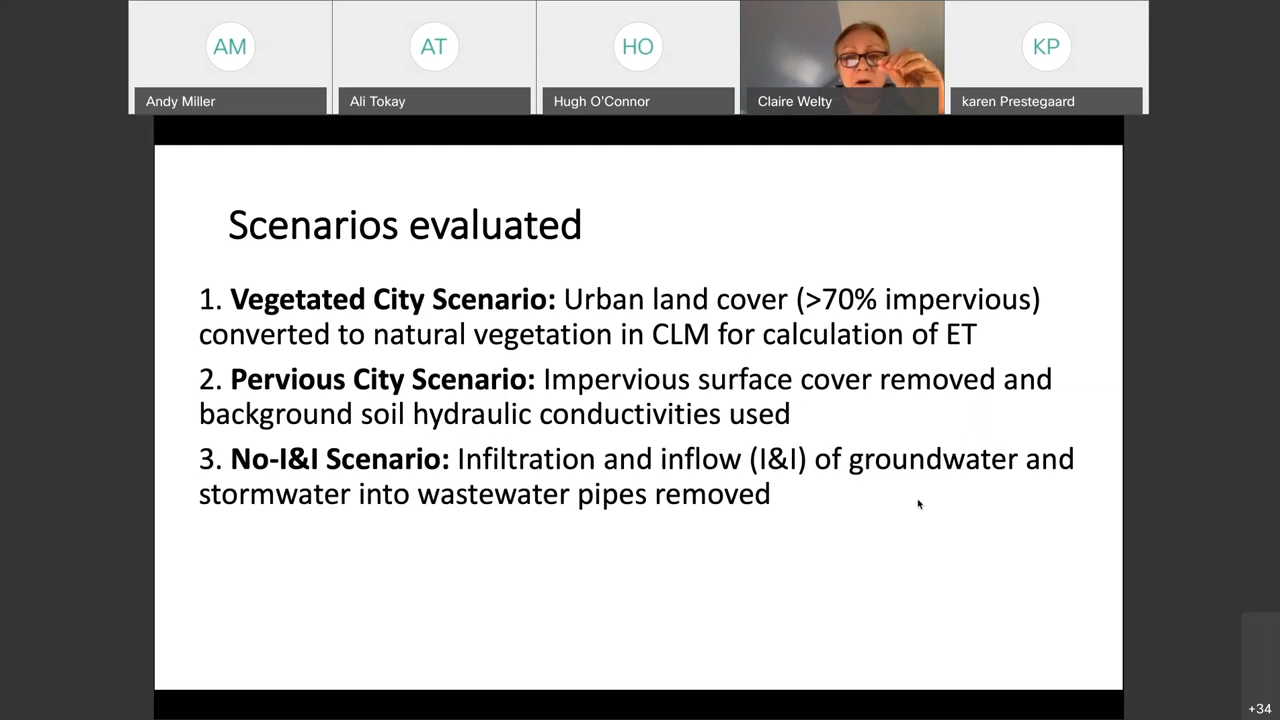 AM
AT
HO
KP
Andy Miller
Ali Tokay
Hugh O'Connor
Claire Welty
karen Prestegaard
Scenarios evaluated
1. Vegetated City Scenario: Urban land cover (>70% impervious)
converted to natural vegetation in CLM for calculation of ET
2. Pervious City Scenario: Impervious surface cover removed and
background soil hydraulic conductivities used
3. No-I&I Scenario: Infiltration and inflow (I&I) of groundwater and
stormwater into wastewater pipes removed
+34